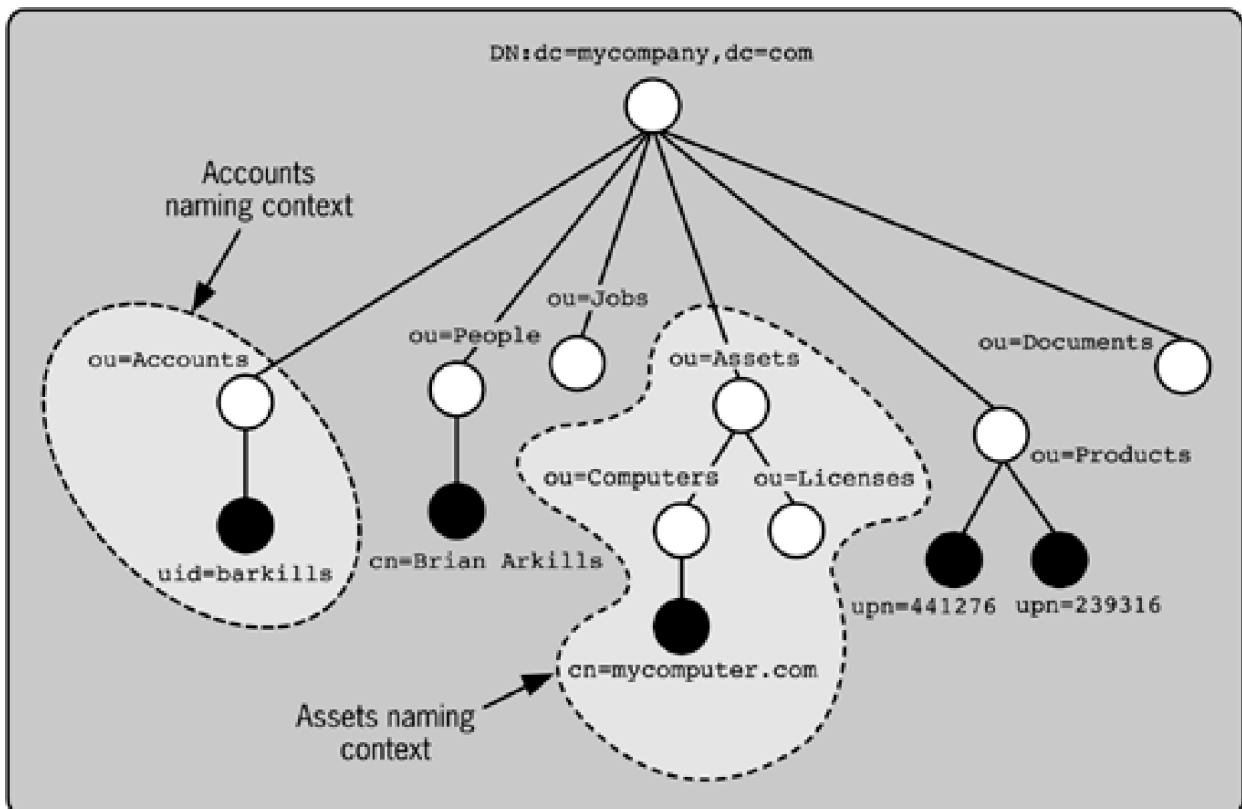 DN:dc=mycompany,dc=com
Accounts
naming context
ou=Jobs
ou=People
ou=Documents
ou=Accounts
ou=Assets
ou=Products
ou=Computers
ou=Licenses
cn=Brian Arkills
uid=barkills
upn=441276
upn=239316
cn=mycomputer.com
Assets naming
context